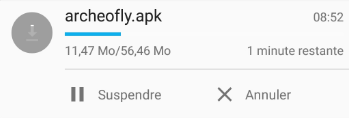 archeofly.apk 08:52
11,47 Mo/56,46 Mo 1 minute restante
Suspendre Annuler